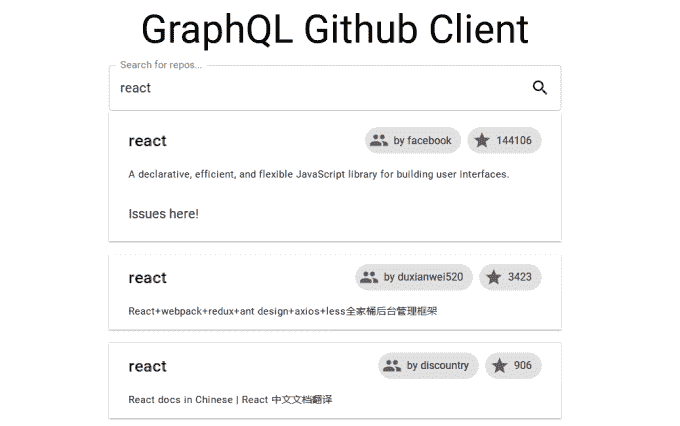 GraphQL Github Client
Search for repos...
react
react by facebook 144106
A declarative, efficient, and flexible JavaScript library for building user interfaces.
Issues here!
react by duxianwei520 3423
React+webpack+redux+ant design+axios+less全家桶后台管理框架
react by discountry 906
React docs in Chinese | React 中文文档翻译